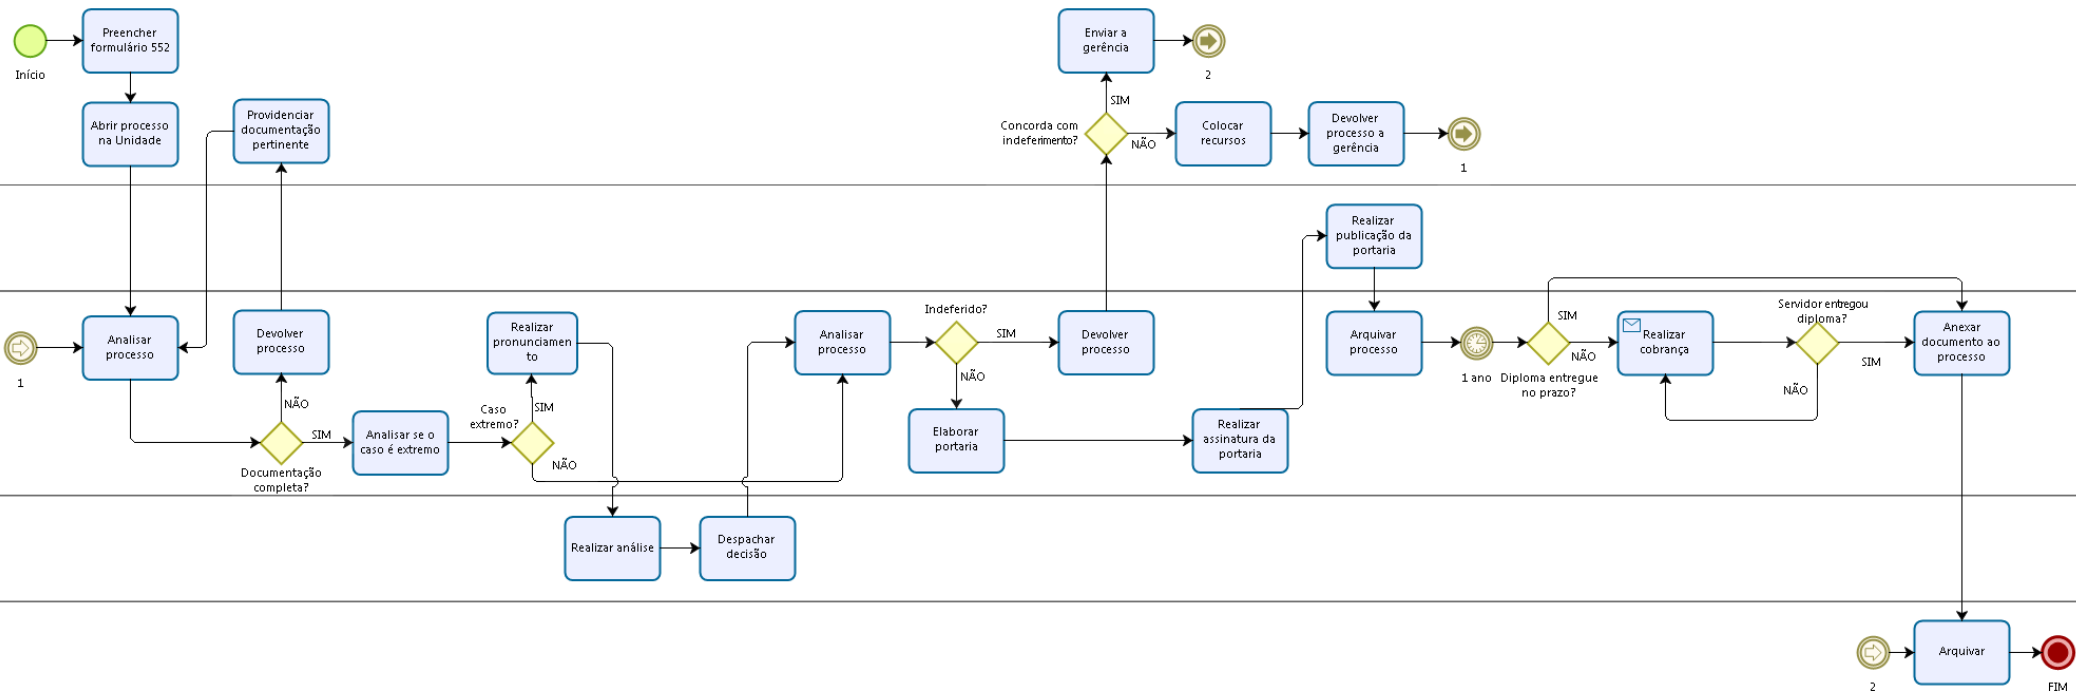 Preencher
formulário 552
Início
Abrir processo
na Unidade
Providenciar
documentação
pertinente
Enviar a
gerência
2
SIM
Concorda com
indeferimento?
NÃO
Colocar
recursos
Devolver
processo a
gerência
1
Realizar
publicação da
portaria
1
Analisar
processo
Devolver
processo
NÃO
SIM
Documentação
completa?
Analisar se o
caso é extremo
Caso
extremo?
Realizar
pronunciamen
to
SIM
NÃO
Analisar
processo
Indeferido?
SIM
NÃO
Devolver
processo
Elaborar
portaria
Realizar
assinatura da
portaria
Arquivar
processo
1 ano
SIM
NÃO
Diploma entregue
no prazo?
Realizar
cobrança
Servidor entregou
diploma?
SIM
NÃO
Anexar
documento ao
processo
Realizar análise
Despachar
decisão
2
Arquivar
FIM